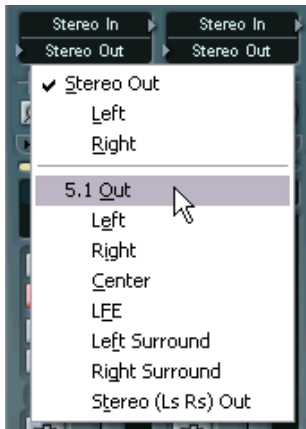 Stereo In Stereo In
Stereo Out Stereo Out
✔ Stereo Out
Left
Right
5.1 Out
Left
Right
Center
LFE
Left Surround
Right Surround
Stereo (Ls Rs) Out